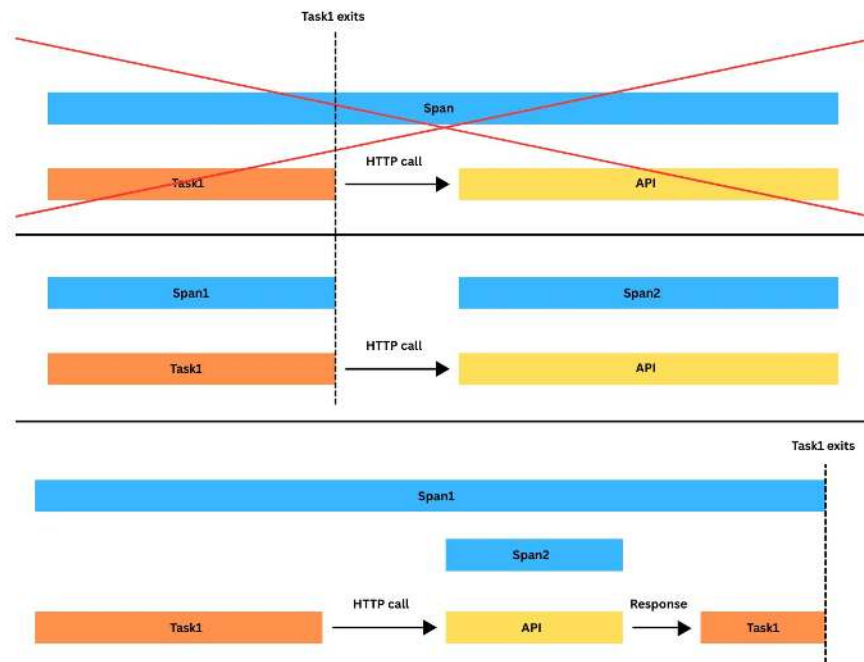 Task1 exits
Span
HTTP call
Task1
API
Span1
Span2
HTTP call
Task1
API
Task1 exits
Span1
Span2
HTTP call
Response
Task1
API
Task1